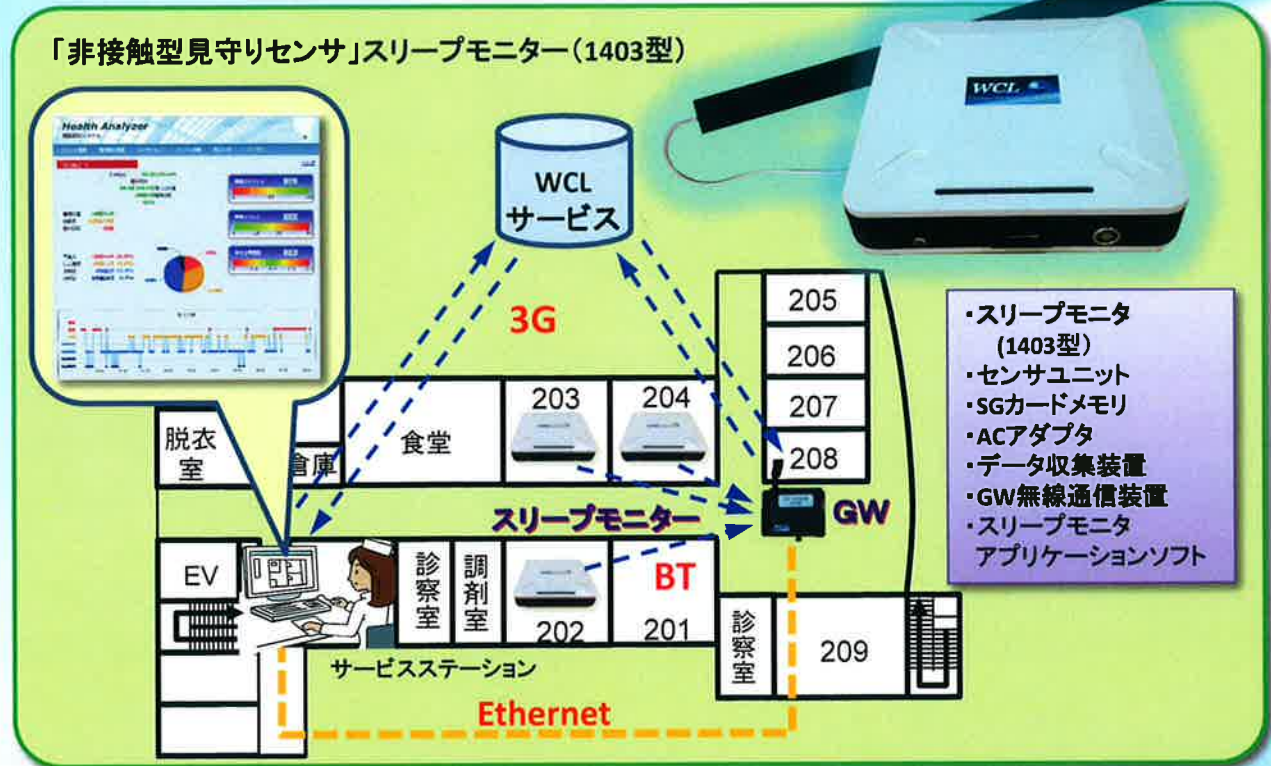 「非接触型見守りセンサ」スリープモニター(1403型)
Health Analyzer
WCL
WCL
サービス
3G
・スリープモニタ
(1403型)
・センサユニット
・SGカードメモリ
・ACアダプタ
・データ収集装置
・GW無線通信装置
・スリープモニタ
アプリケーションソフト
205
206
207
208
脱衣
室
倉庫
食堂
203
204
スリープモニター
GW
EV
診察室
調剤室
202
BT
201
診察室
209
サービスステーション
Ethernet